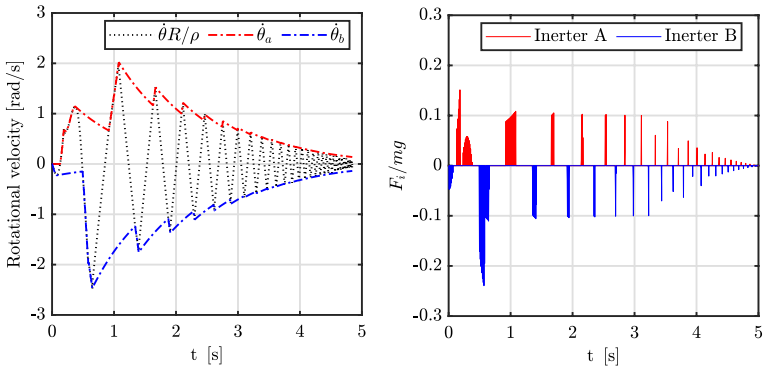 θ̇R/ρ θ̇a θ̇b
Rotational velocity [rad/s]
3
2
1
0
-1
-2
-3
0 1 2 3 4 5
t [s]
Inerter A Inerter B
Fi/mg
0.3
0.2
0.1
0
-0.1
-0.2
-0.3
0 1 2 3 4 5
t [s]